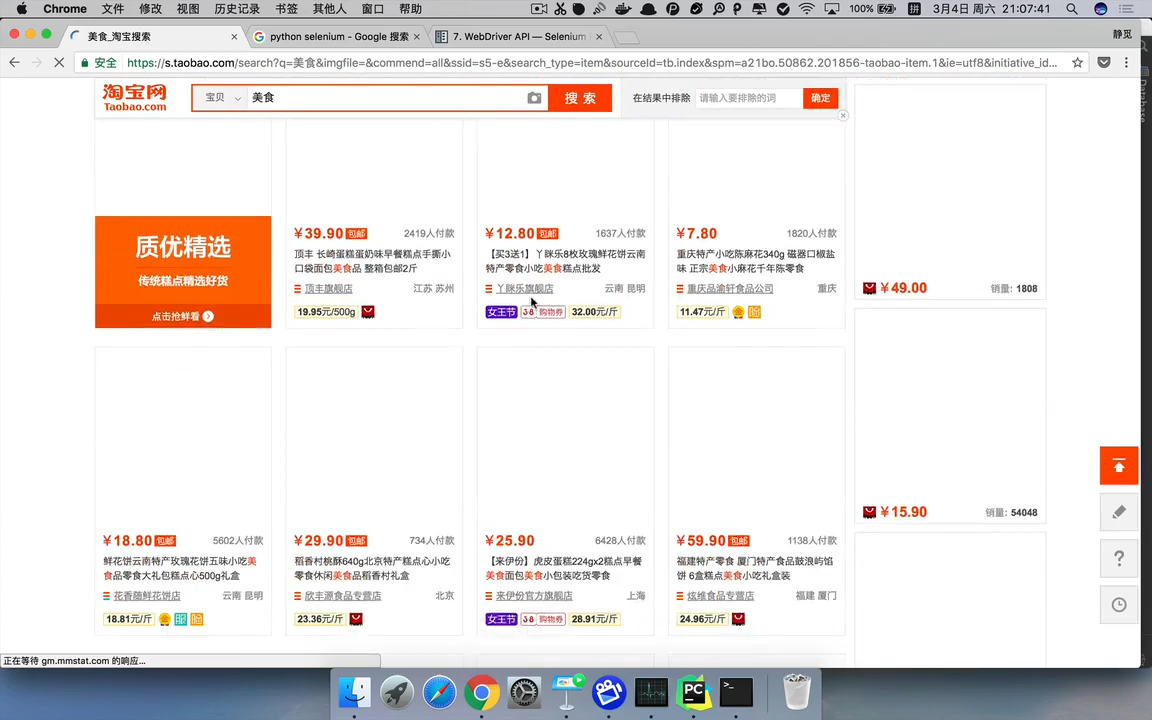 Chrome 文件 修改 视图 历史记录 书签 其他人 窗口 帮助 100% 拼 3月4日 周六 21:07:41
美食_淘宝搜索 python selenium - Google 搜索 7. WebDriver API — Selenium 静觅
安全 https://s.taobao.com/search?q=美食&imgfile=&commend=all&ssid=s5-e&search_type=item&sourceId=tb.index&spm=a21bo.50862.201856-taobao-item.1&ie=utf8&initiative_id...
淘宝网
Taobao.com
宝贝 美食 搜索 在结果中排除 请输入要排除的词 确定
质优精选
传统糕点精选好货
点击抢鲜看
¥39.90 包邮 2419人付款
顶丰 长崎蛋糕蛋奶味早餐糕点手撕小
口袋面包美食品 整箱包邮2斤
顶丰旗舰店 江苏 苏州
19.95元/500g
¥12.80 包邮 1637人付款
【买3送1】丫眯乐8枚玫瑰鲜花饼云南
特产零食小吃美食糕点批发
丫眯乐旗舰店 云南 昆明
女王节 3·8 购物券 32.00元/斤
¥7.80 1820人付款
重庆特产小吃陈麻花340g 磁器口椒盐
味 正宗美食小麻花千年陈零食
重庆品渝轩食品公司 重庆
11.47元/斤
¥49.00 销量: 1808
¥18.80 包邮 5602人付款
鲜花饼云南特产玫瑰花饼五味小吃美
食品零食大礼包糕点心500g礼盒
花香随鲜花饼店 云南 昆明
18.81元/斤
¥29.90 包邮 734人付款
稻香村桃酥640g北京特产糕点心小吃
零食休闲美食品稻香村礼盒
欣丰源食品专营店 北京
23.36元/斤
¥25.90 6428人付款
【来伊份】虎皮蛋糕224gx2糕点早餐
美食面包美食小包装吃货零食
来伊份官方旗舰店 上海
女王节 3·8 购物券 28.91元/斤
¥59.90 包邮 1138人付款
福建特产零食 厦门特产食品鼓浪屿馅
饼 6盒糕点美食小吃礼盒装
炫维食品专营店 福建 厦门
24.96元/斤
¥15.90 销量: 54048
正在等待 gm.mmstat.com 的响应...
PC